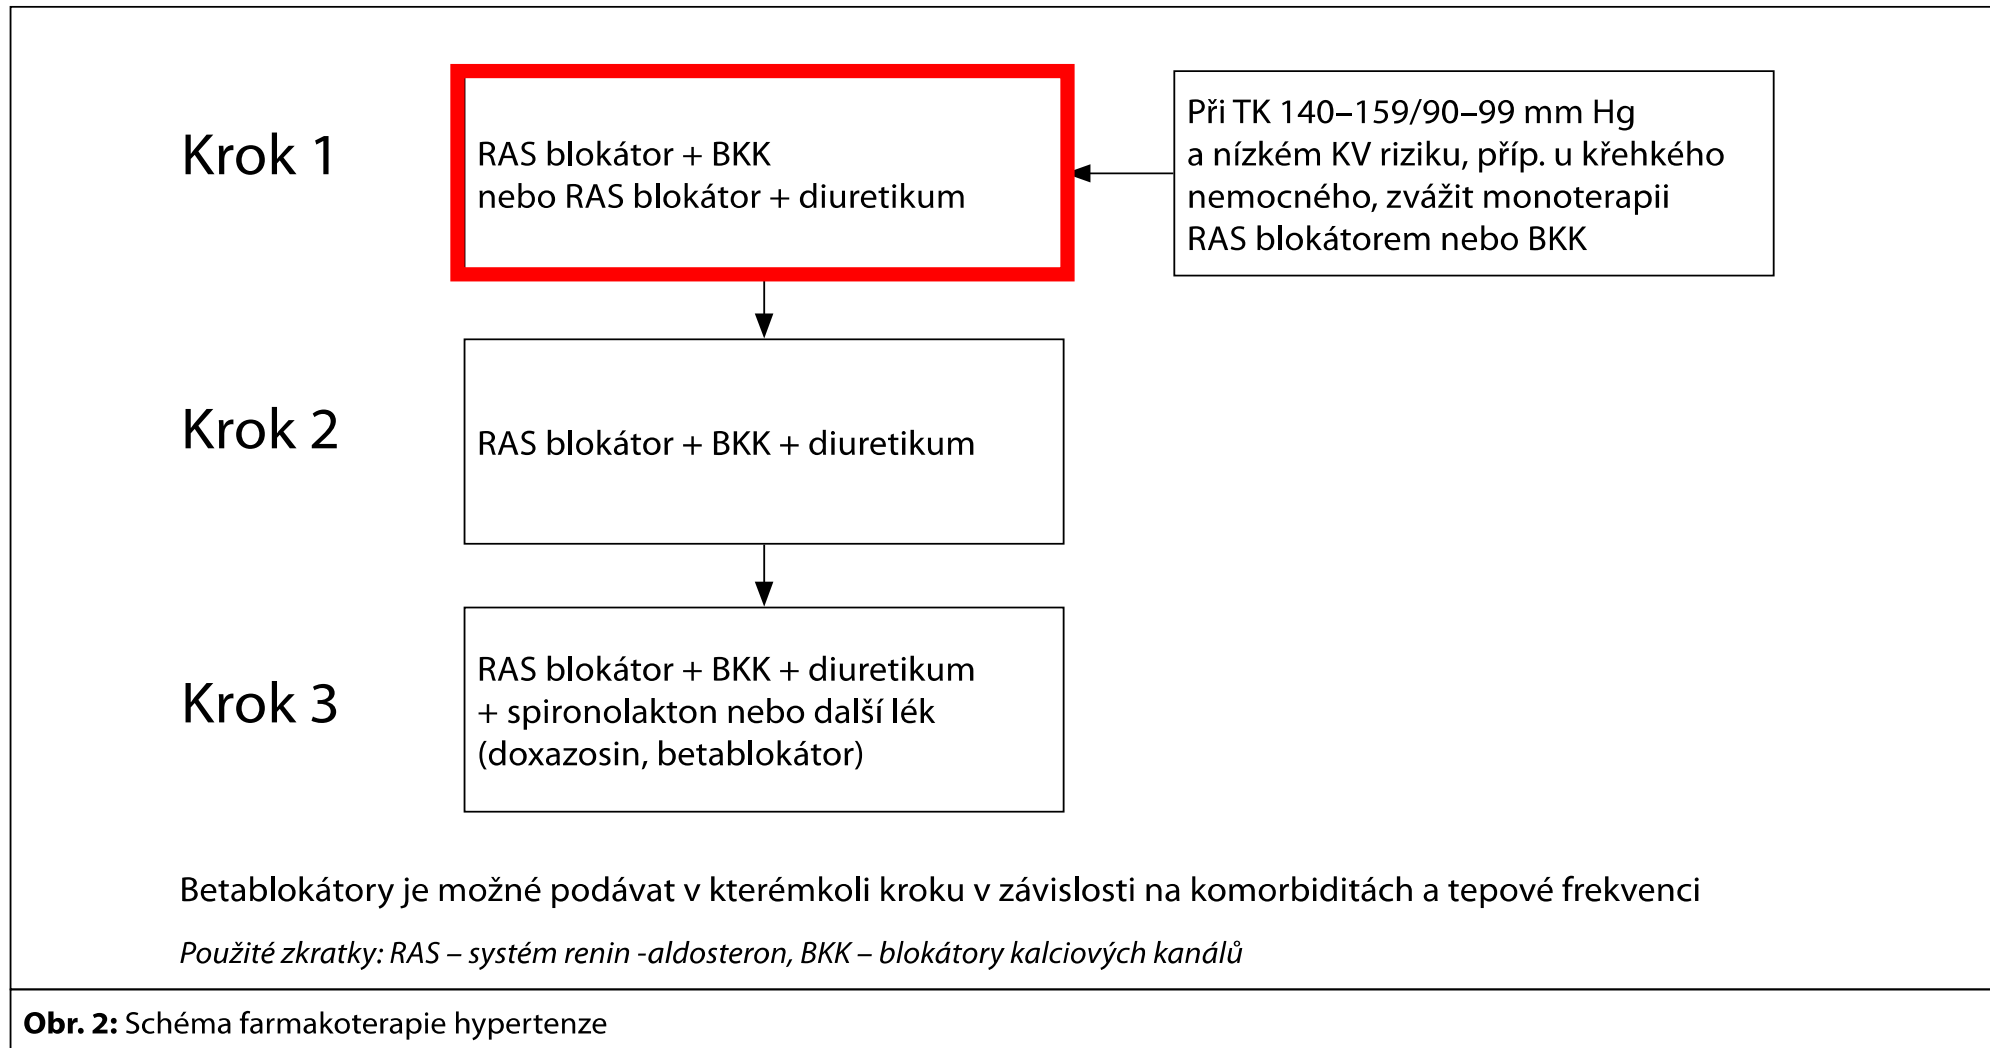 Krok 1
RAS blokátor + BKK
nebo RAS blokátor + diuretikum
Při TK 140–159/90–99 mm Hg
a nízkém KV riziku, příp. u křehkého
nemocného, zvážit monoterapii
RAS blokátorem nebo BKK
Krok 2
RAS blokátor + BKK + diuretikum
Krok 3
RAS blokátor + BKK + diuretikum
+ spironolakton nebo další lék
(doxazosin, betablokátor)
Betablokátory je možné podávat v kterémkoli kroku v závislosti na komorbiditách a tepové frekvenci
Použité zkratky: RAS – systém renin -aldosteron, BKK – blokátory kalciových kanálů
Obr. 2: Schéma farmakoterapie hypertenze